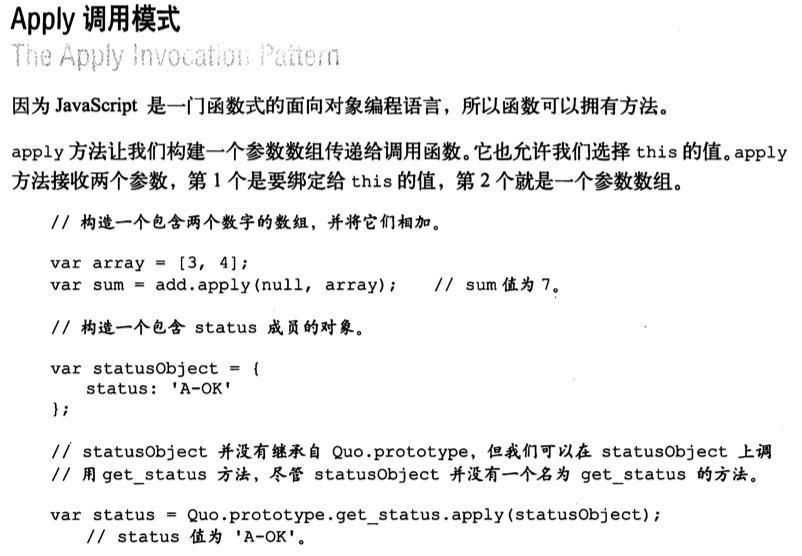 Apply 调用模式
The Apply Invocation Pattern
因为 JavaScript 是一门函数式的面向对象编程语言，所以函数可以拥有方法。
apply 方法让我们构建一个参数数组传递给调用函数。它也允许我们选择 this 的值。apply
方法接收两个参数，第 1 个是要绑定给 this 的值，第 2 个就是一个参数数组。
// 构造一个包含两个数字的数组，并将它们相加。
var array = [3, 4];
var sum = add.apply(null, array);    // sum 值为 7。
// 构造一个包含 status 成员的对象。
var statusObject = {
    status: 'A-OK'
};
// statusObject 并没有继承自 Quo.prototype，但我们可以在 statusObject 上调
// 用 get_status 方法，尽管 statusObject 并没有一个名为 get_status 的方法。
var status = Quo.prototype.get_status.apply(statusObject);
    // status 值为 'A-OK'。